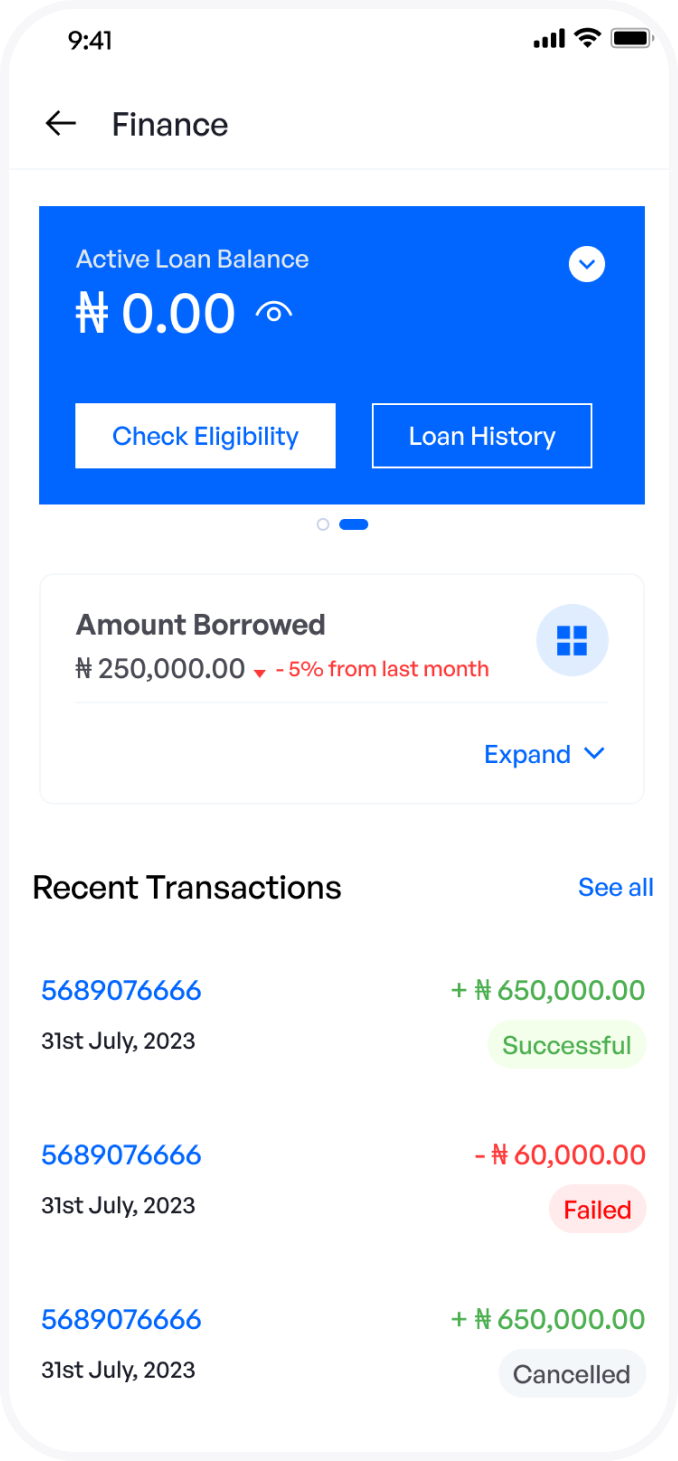 9:41
Finance
Active Loan Balance
₦ 0.00
Check Eligibility
Loan History
Amount Borrowed
₦ 250,000.00 - 5% from last month
Expand
Recent Transactions
See all
5689076666
+ ₦ 650,000.00
31st July, 2023
Successful
5689076666
- ₦ 60,000.00
31st July, 2023
Failed
5689076666
+ ₦ 650,000.00
31st July, 2023
Cancelled